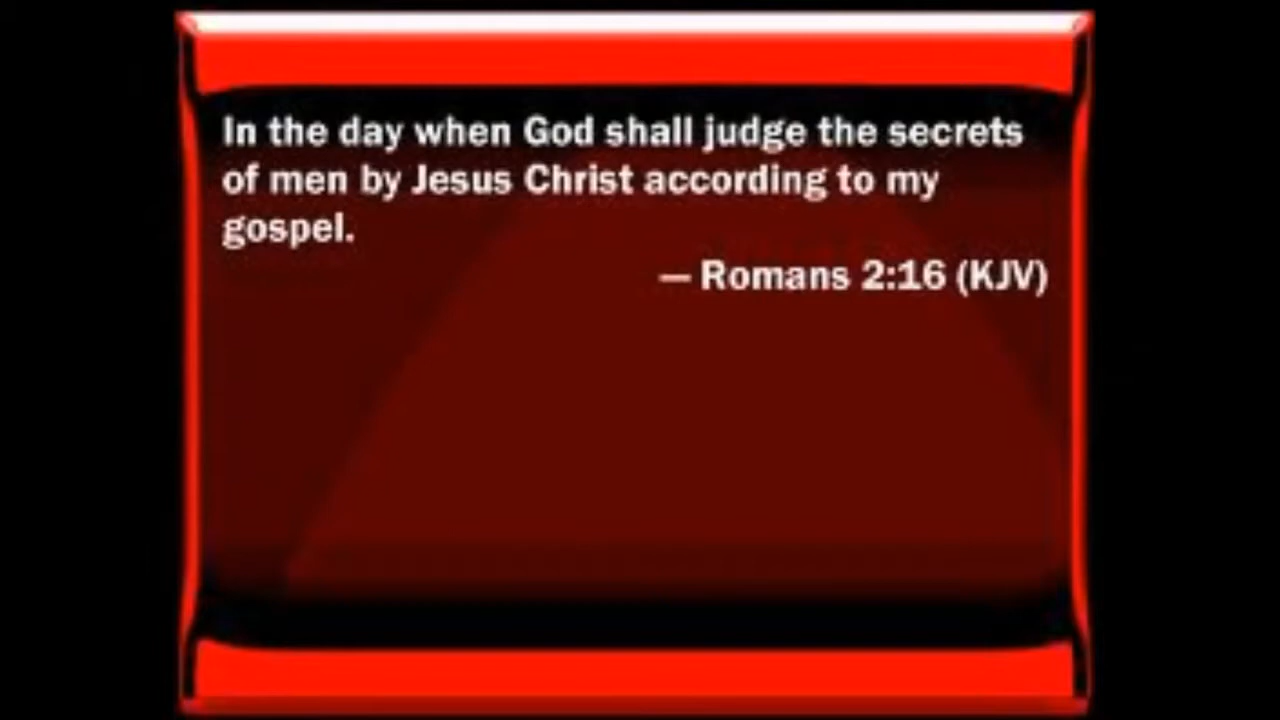 In the day when God shall judge the secrets
of men by Jesus Christ according to my
gospel.
— Romans 2:16 (KJV)